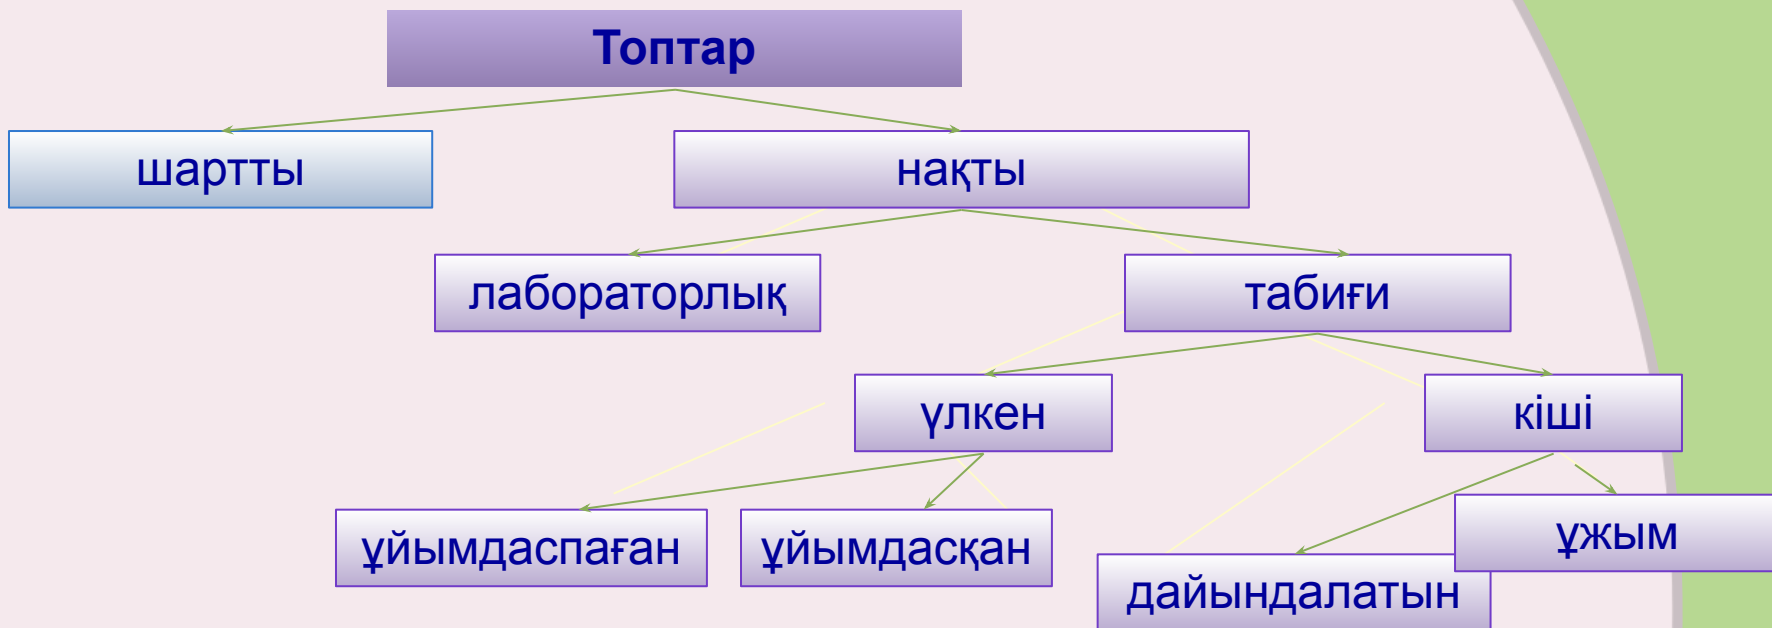 Топтар
шартты
нақты
лабораторлық
табиғи
үлкен
кіші
ұйымдаспаған
ұйымдасқан
ұжым
дайындалатын